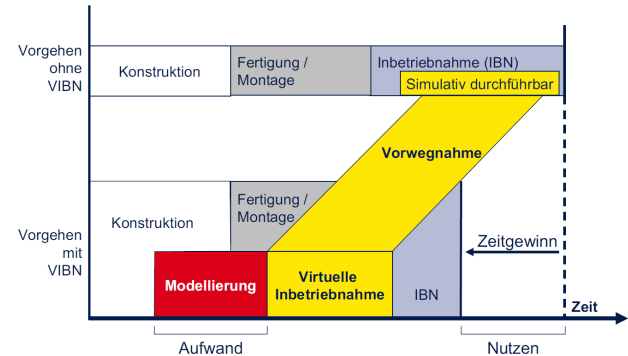 Vorgehen
ohne
VIBN
Konstruktion
Fertigung /
Montage
Inbetriebnahme (IBN)
Simulativ durchführbar
Vorwegnahme
Vorgehen
mit
VIBN
Konstruktion
Fertigung /
Montage
Zeitgewinn
Modellierung
Virtuelle
Inbetriebnahme
IBN
Zeit
Aufwand
Nutzen